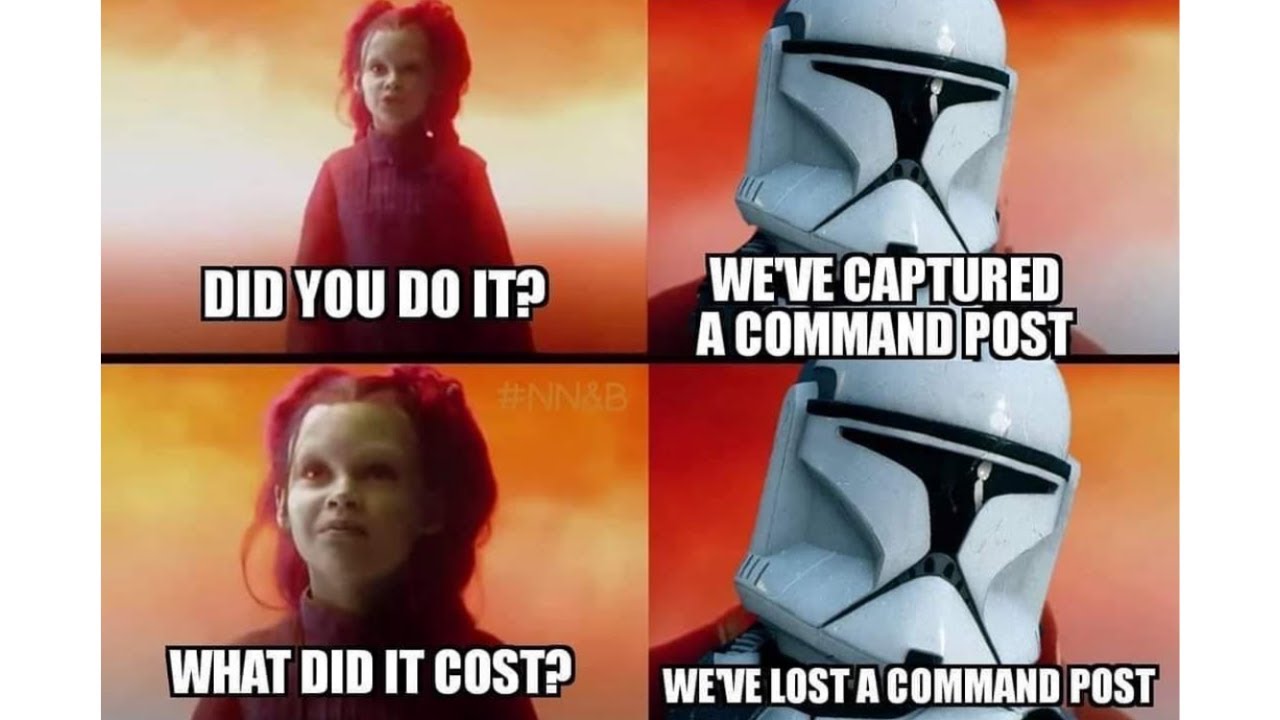 DID YOU DO IT?
WE'VE CAPTURED
A COMMAND POST
#NN&B
WHAT DID IT COST?
WE'VE LOST A COMMAND POST